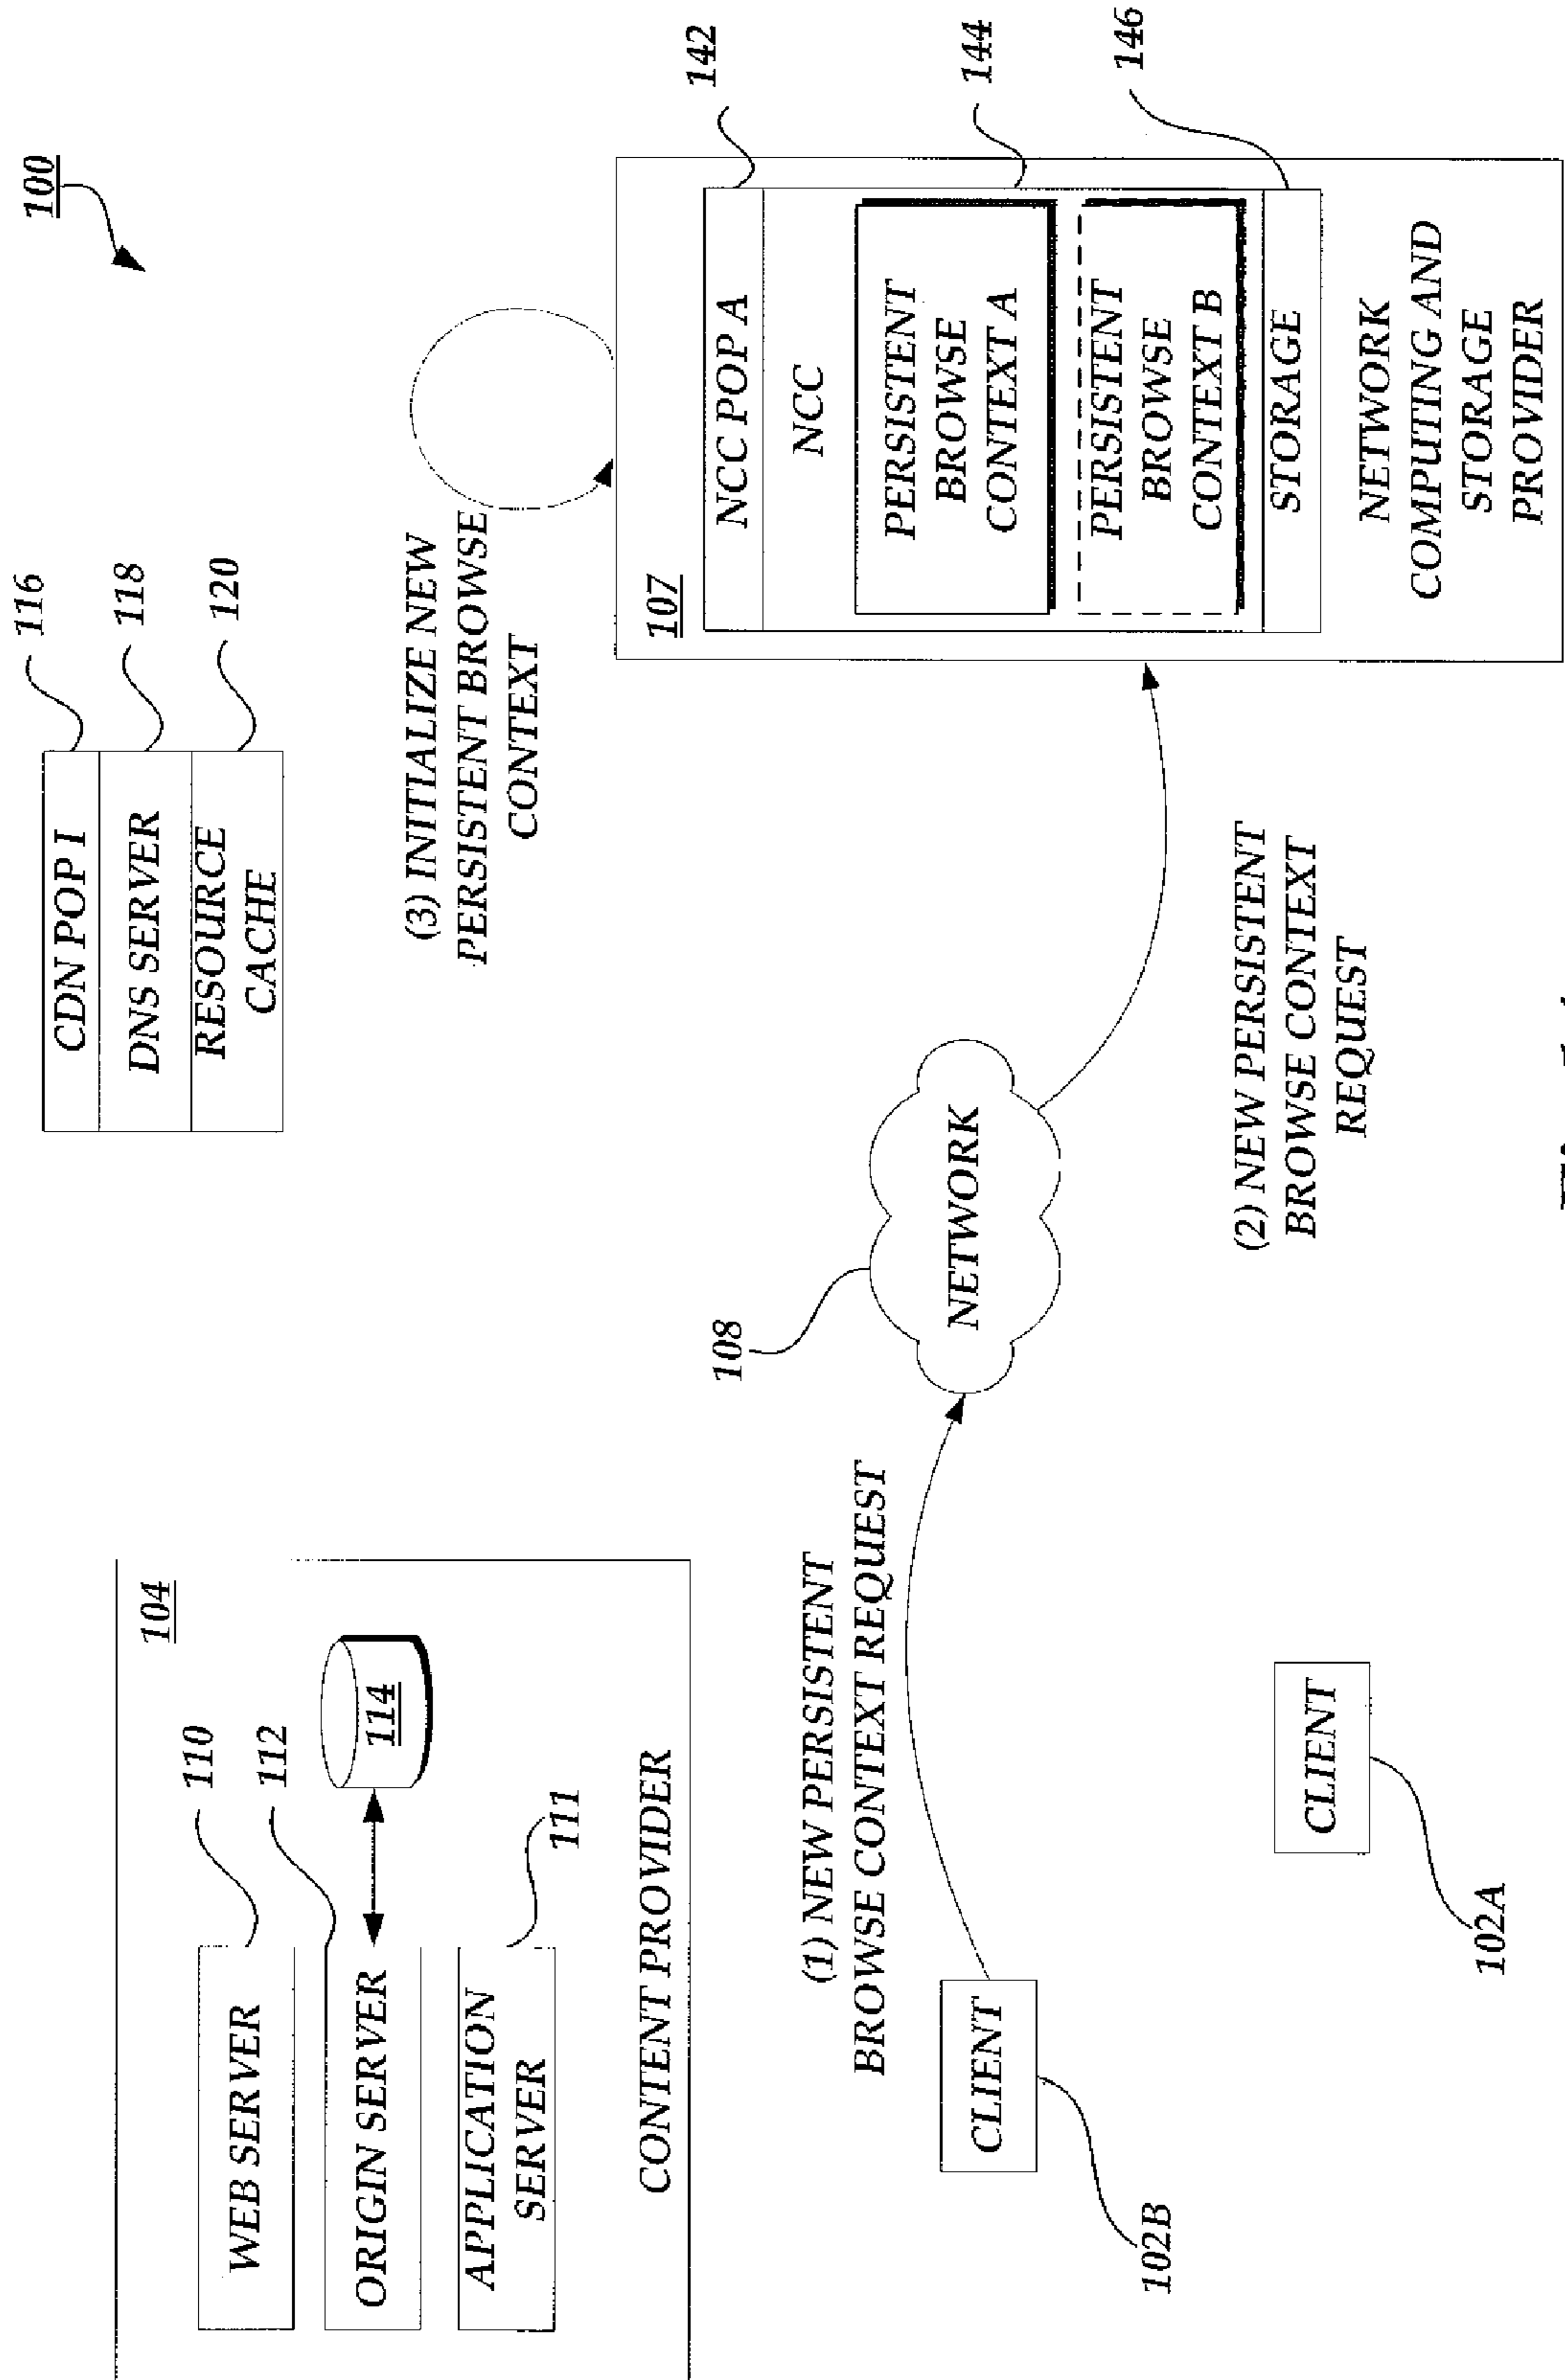 100
104
WEB SERVER
110
ORIGIN SERVER
112
114
APPLICATION
SERVER
111
CONTENT PROVIDER
CDN POP 1
116
DNS SERVER
118
RESOURCE
CACHE
120
(3) INITIALIZE NEW
PERSISTENT BROWSE
CONTEXT
(1) NEW PERSISTENT
BROWSE CONTEXT REQUEST
108
NETWORK
107
NCC POP A
142
NCC
144
PERSISTENT
BROWSE
CONTEXT A
PERSISTENT
BROWSE
CONTEXT B
STORAGE
146
NETWORK
COMPUTING AND
STORAGE
PROVIDER
CLIENT
102B
(2) NEW PERSISTENT
BROWSE CONTEXT
REQUEST
CLIENT
102A